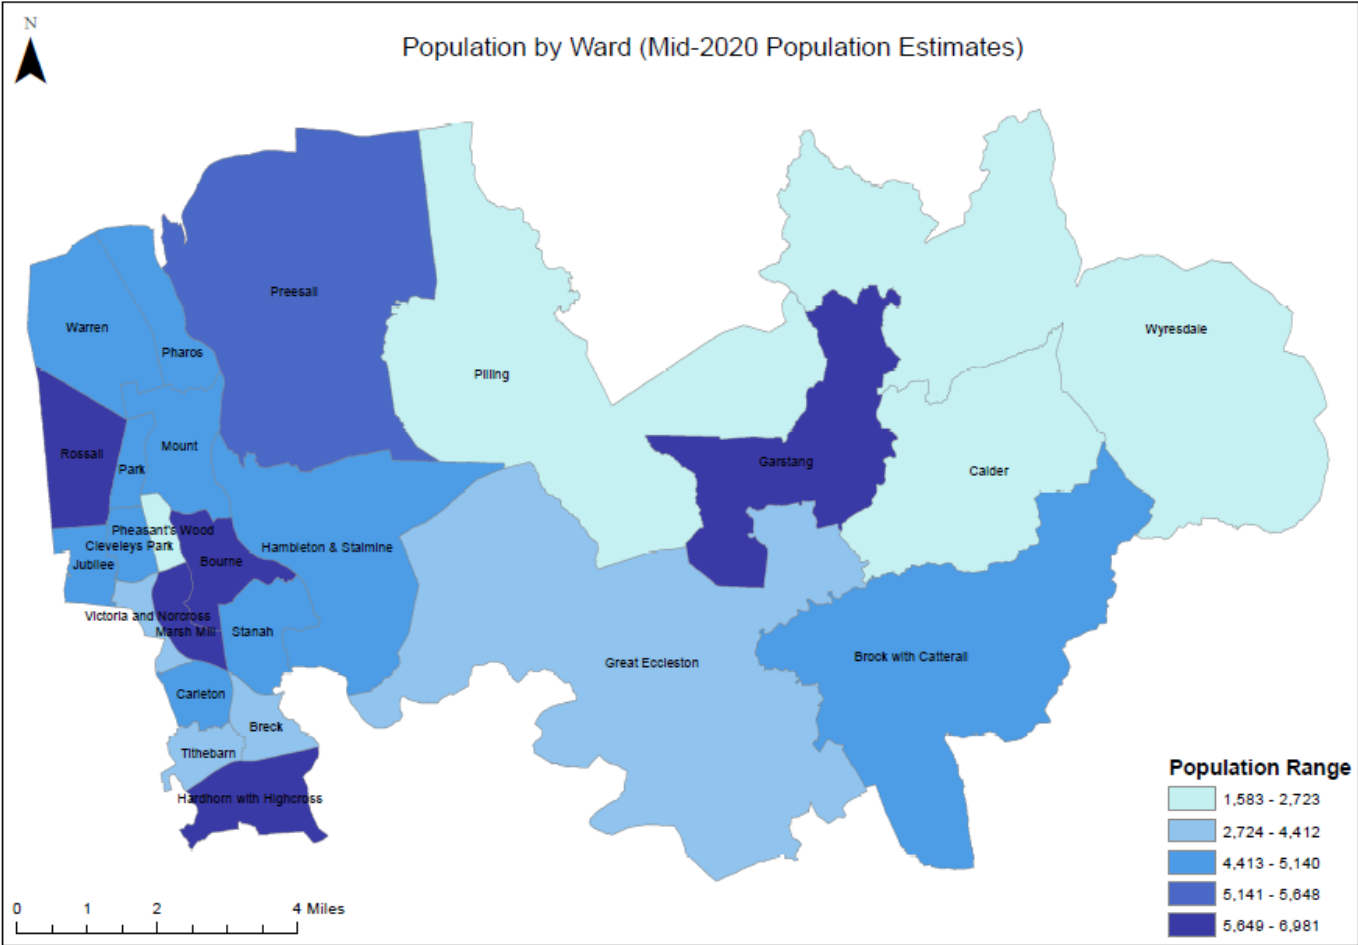 N
Population by Ward (Mid-2020 Population Estimates)
Preesall
Warren
Wyresdale
Pharos
Pilling
Mount
Rossall
Park
Garstang
Calder
Pheasant's Wood
Cleveleys Park
Hambleton & Stalmine
Jubilee
Bourne
Victoria and Norcross
Marsh Mill
Stanah
Great Eccleston
Brock with Catterall
Carleton
Breck
Tithebarn
Hardhorn with Highcross
Population Range
1,583 - 2,723
2,724 - 4,412
4,413 - 5,140
5,141 - 5,648
5,649 - 6,981
0 1 2 4 Miles